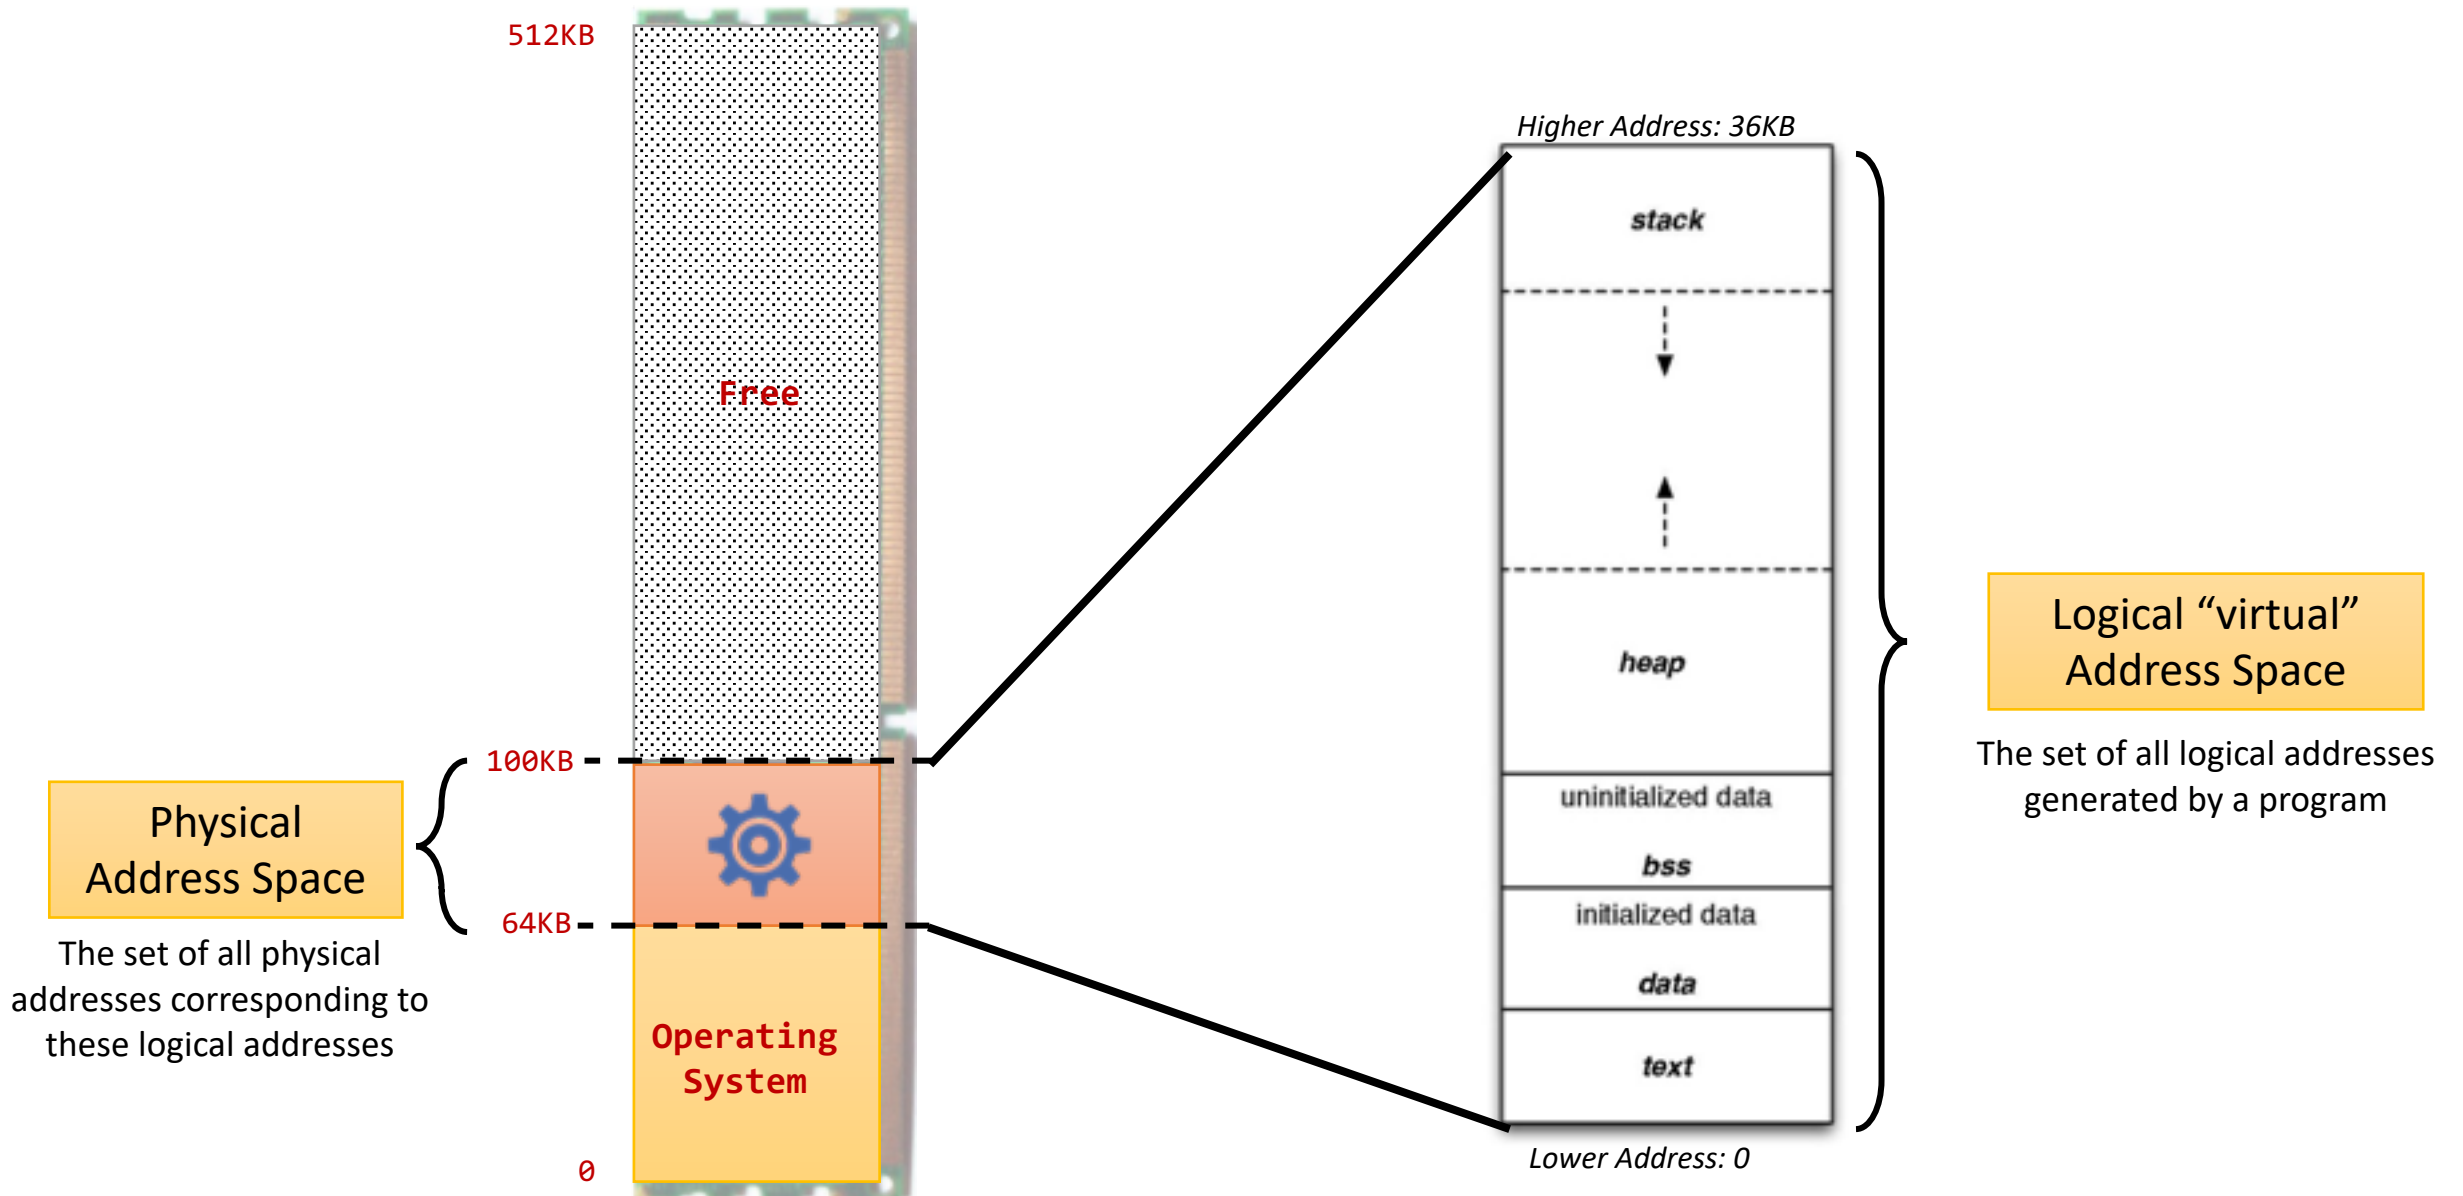 512KB
Free
100KB
64KB
Operating
System
0
Physical
Address Space
The set of all physical
addresses corresponding to
these logical addresses
Higher Address: 36KB
stack
heap
uninitialized data
bss
initialized data
data
text
Lower Address: 0
Logical “virtual”
Address Space
The set of all logical addresses
generated by a program